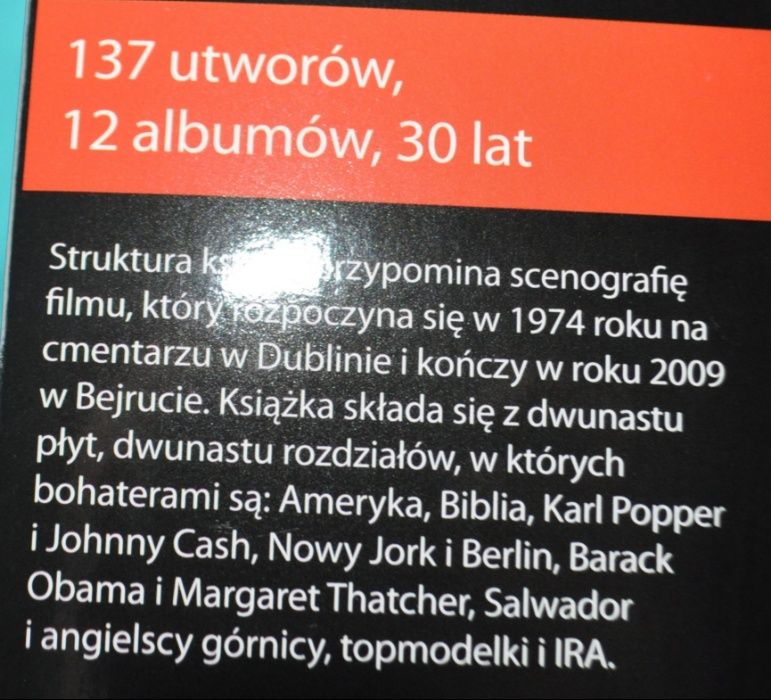 137 utworów,
12 albumów, 30 lat
Struktura przypomina scenografię
filmu, który rozpoczyna się w 1974 roku na
cmentarzu w Dublinie i kończy w roku 2009
w Bejrucie. Książka składa się z dwunastu
płyt, dwunastu rozdziałów, w których
bohaterami są: Ameryka, Biblia, Karl Popper
i Johnny Cash, Nowy Jork i Berlin, Barack
Obama i Margaret Thatcher, Salwador
i angielscy górnicy, topmodelki i IRA.